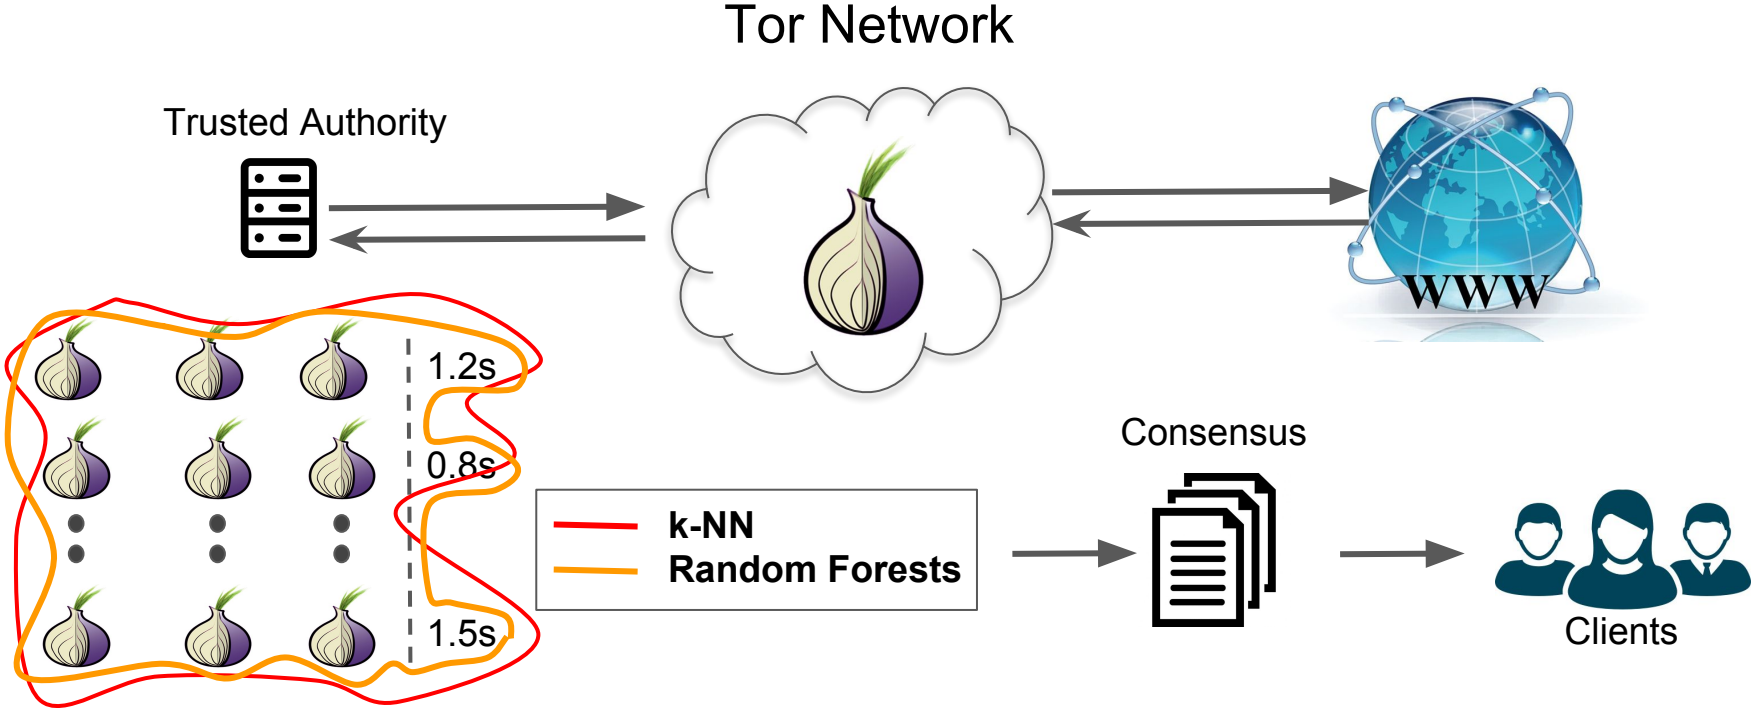 Tor Network
Trusted Authority
WWW
1.2s
0.8s
1.5s
k-NN
Random Forests
Consensus
Clients